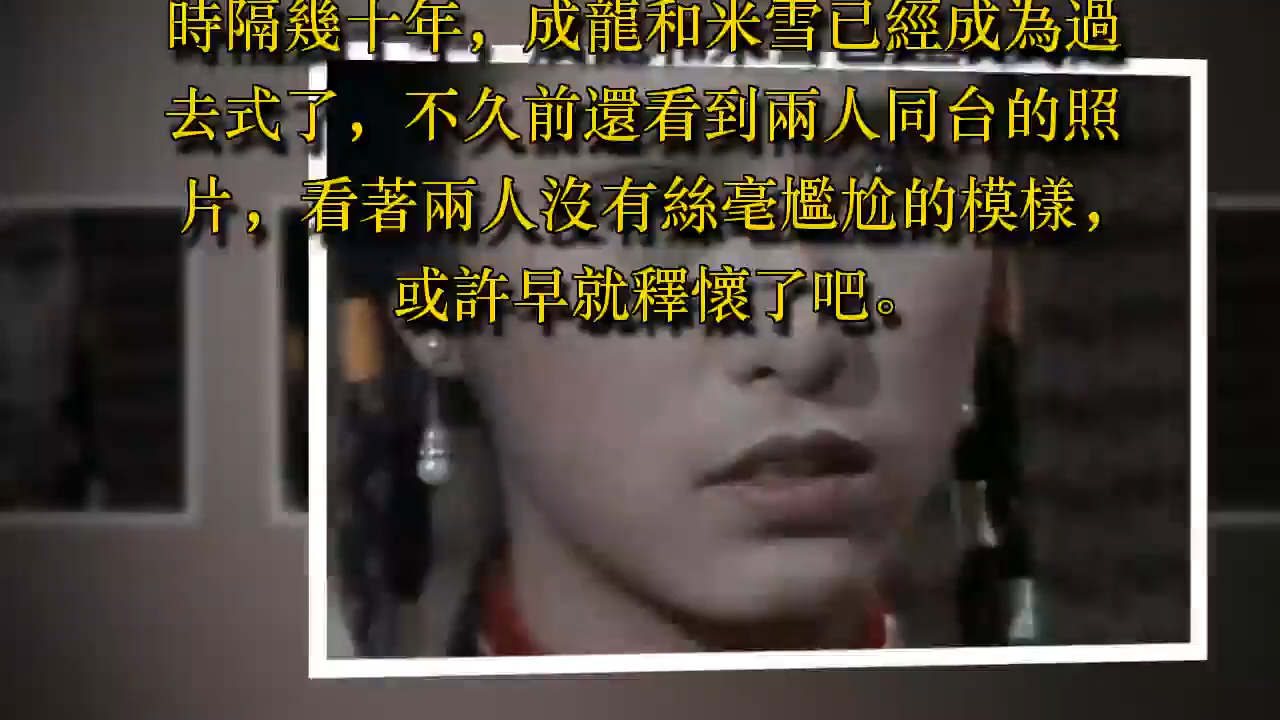 時隔幾十年，成龍和米雪已經成為過
去式了，不久前還看到兩人同台的照
片，看著兩人沒有絲毫尷尬的模樣，
或許早就釋懷了吧。